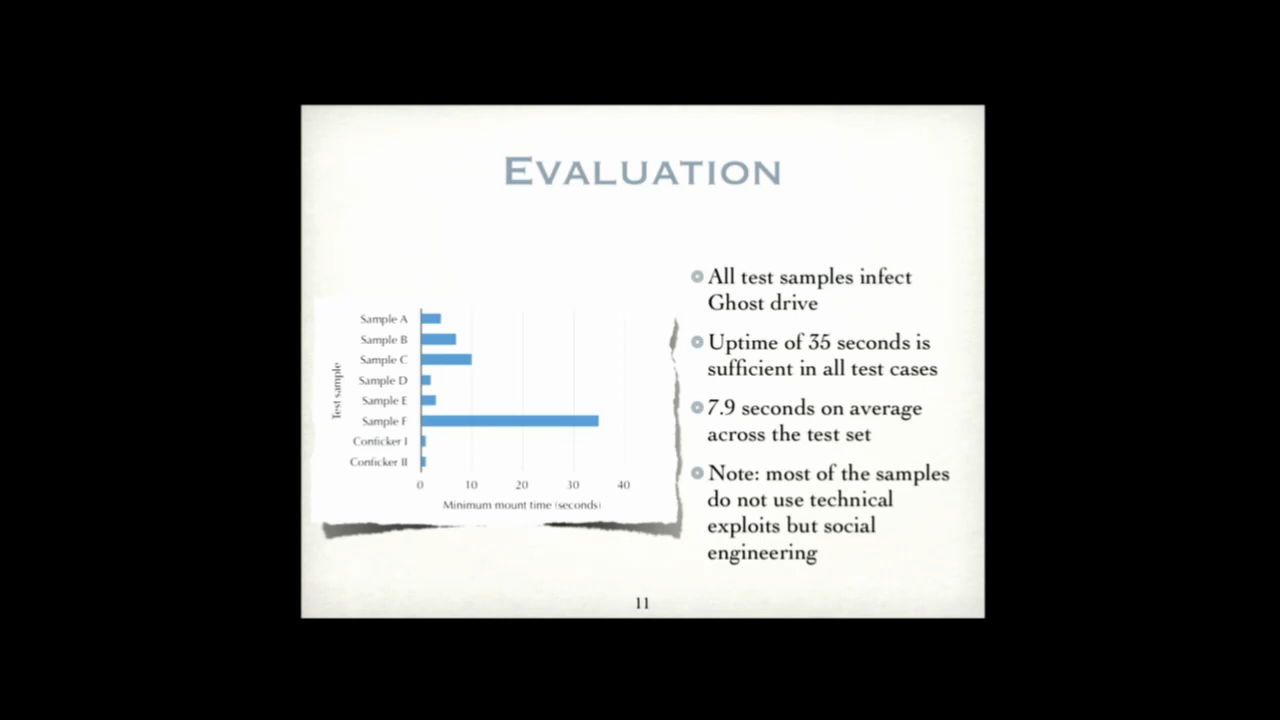 EVALUATION
All test samples infect
Ghost drive
Uptime of 35 seconds is
sufficient in all test cases
7.9 seconds on average
across the test set
Note: most of the samples
do not use technical
exploits but social
engineering
Test sample
Sample A
Sample B
Sample C
Sample D
Sample E
Sample F
Conficker I
Conficker II
0 10 20 30 40
Minimum mount time (seconds)
11